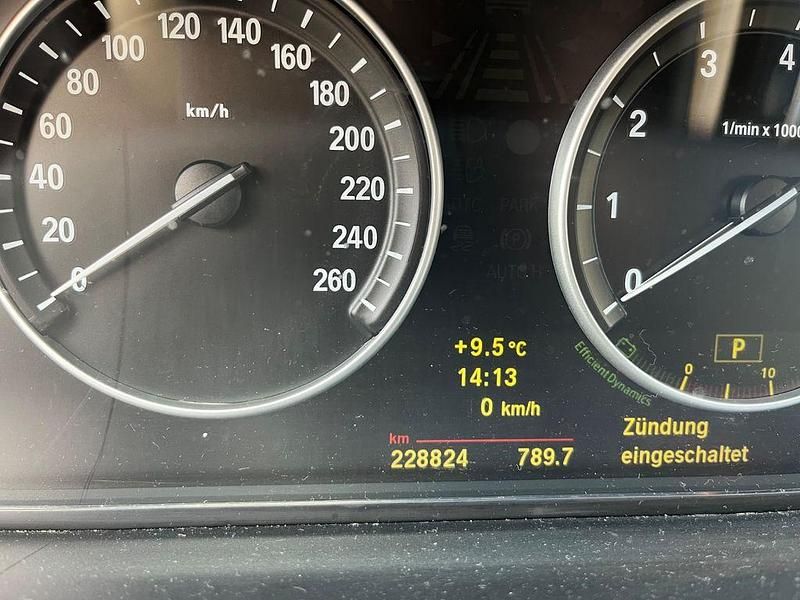 120
140
100
160
80
180
km/h
60
200
40
220
20
240
0
260
3
4
2
1/min x 1000
1
0
+9.5°C
14:13
0 km/h
km
228824 789.7
EfficientDynamics
P
0 10
Zündung
eingeschaltet
PARK
AUTO H